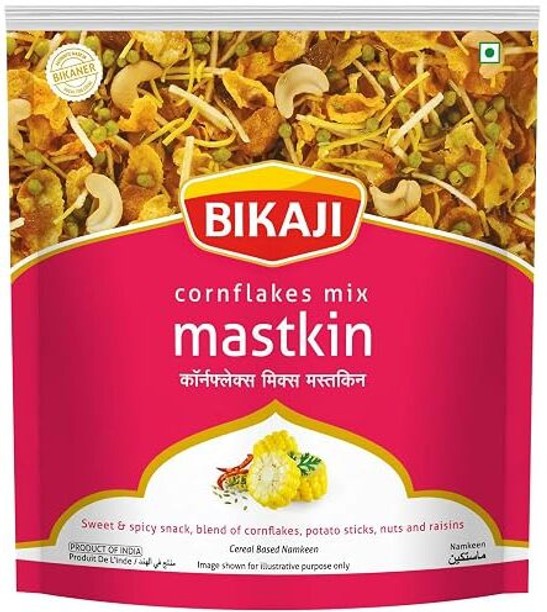 BIKANER
BIKAJI
cornflakes mix
mastkin
कॉर्नफ्लेक्स मिक्स मस्तकिन
Sweet & spicy snack, blend of cornflakes, potato sticks, nuts and raisins
PRODUCT OF INDIA
Produit De L'inde / منتج في الهند
Cereal Based Namkeen
Image shown for illustrative purpose only
Namkeen
ماستكين